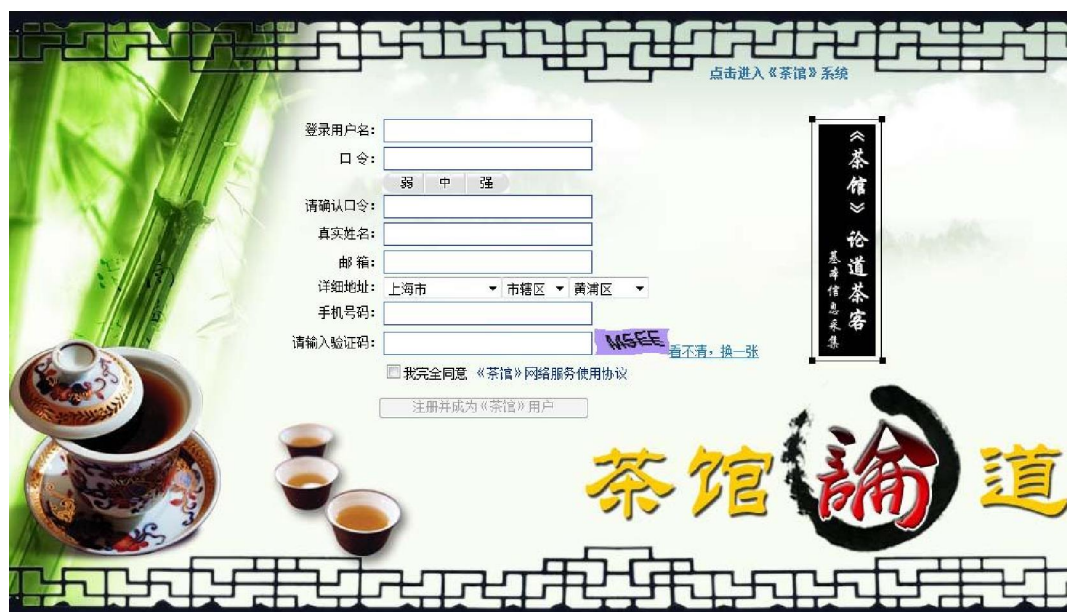 点击进入《茶馆》系统
登录用户名：
口 令：
弱 中 强
请确认口令：
真实姓名：
邮 箱：
详细地址： 上海市 市辖区 黄浦区
手机号码：
请输入验证码： MSEE 看不清，换一张
我完全同意 《茶馆》网络服务使用协议
注册并成为《茶馆》用户
《茶馆》论道茶客
基本信息采集
茶馆論道